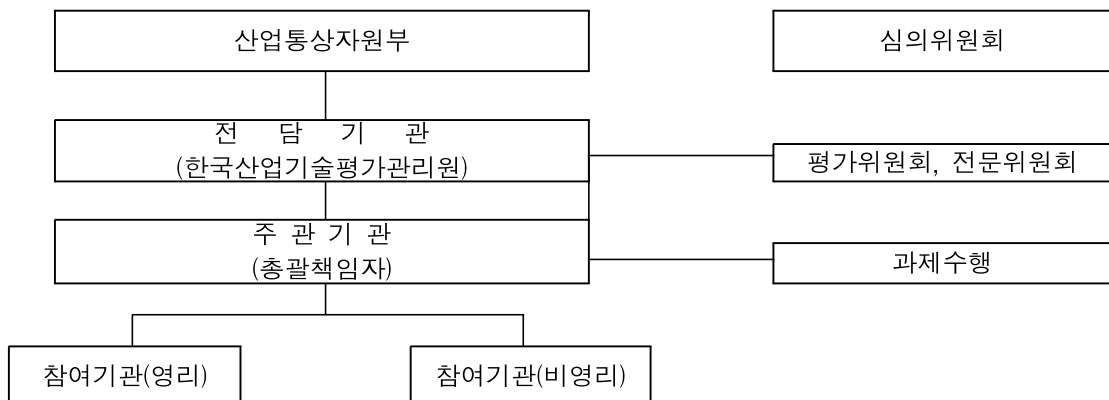 산업통상자원부
심의위원회
전 담 기 관
(한국산업기술평가관리원)
평가위원회, 전문위원회
주 관 기 관
(총괄책임자)
과제수행
참여기관(영리)
참여기관(비영리)